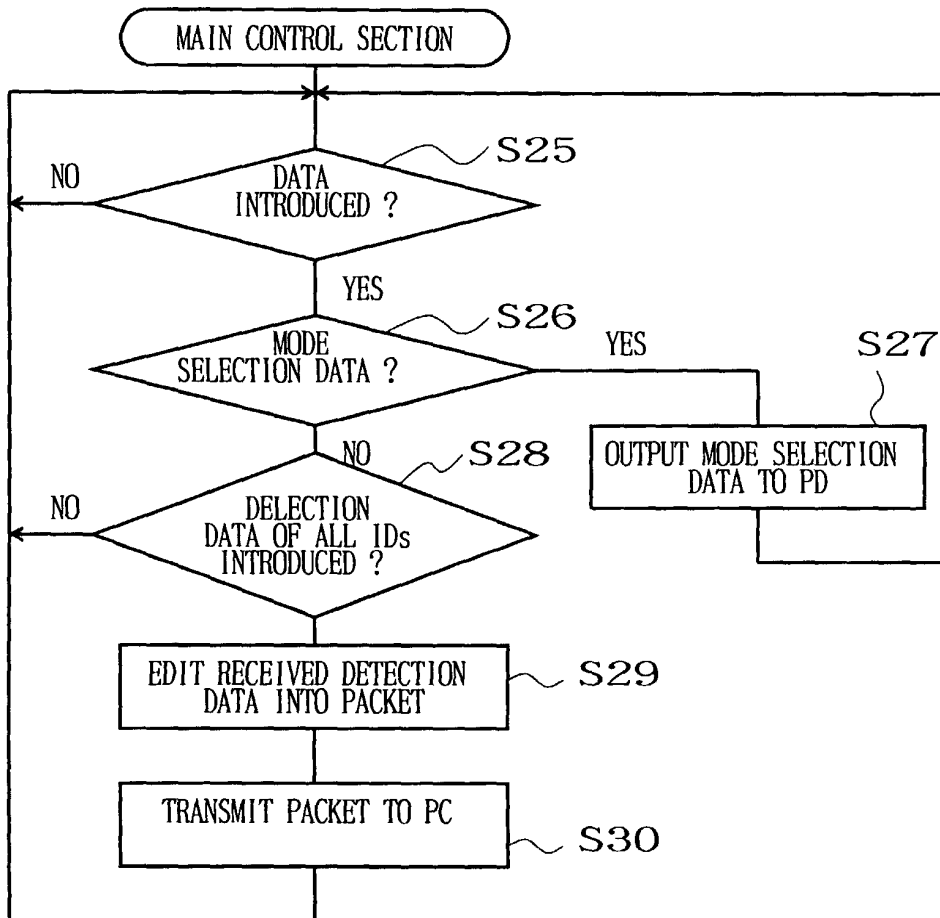 MAIN CONTROL SECTION
S25
NO
DATA
INTRODUCED ?
YES
S26
MODE
SELECTION DATA ?
YES
S27
OUTPUT MODE SELECTION
DATA TO PD
NO
S28
NO
DELECTION
DATA OF ALL IDs
INTRODUCED ?
EDIT RECEIVED DETECTION
DATA INTO PACKET
S29
TRANSMIT PACKET TO PC
S30